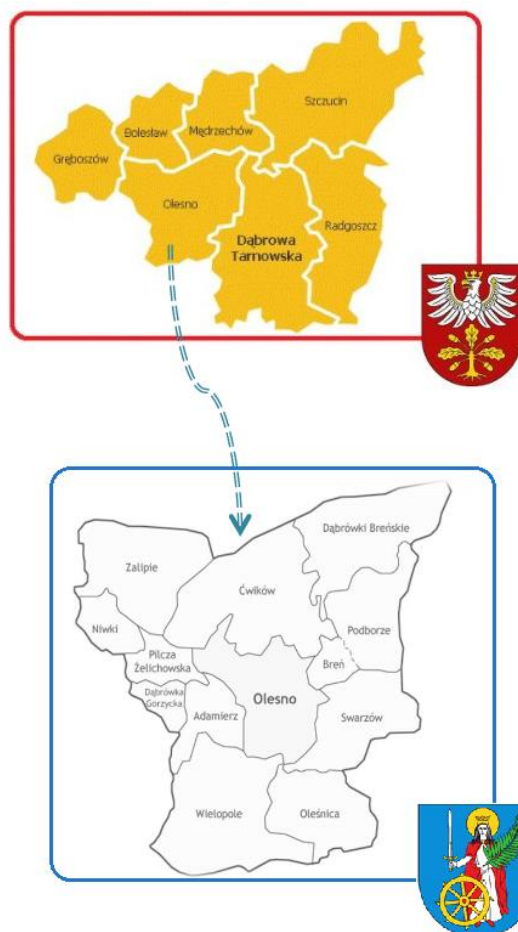 Szczucin
Bolesław
Mędrzechów
Gręboszów
Olesno
Radgoszcz
Dąbrowa
Tarnowska
Dąbrówki Breńskie
Zalipie
Ćwików
Niwki
Podborze
Pilcza
Żelichowska
Breń
Dąbrówka
Gorzycka
Olesno
Adamierz
Swarzów
Wielopole
Oleśnica